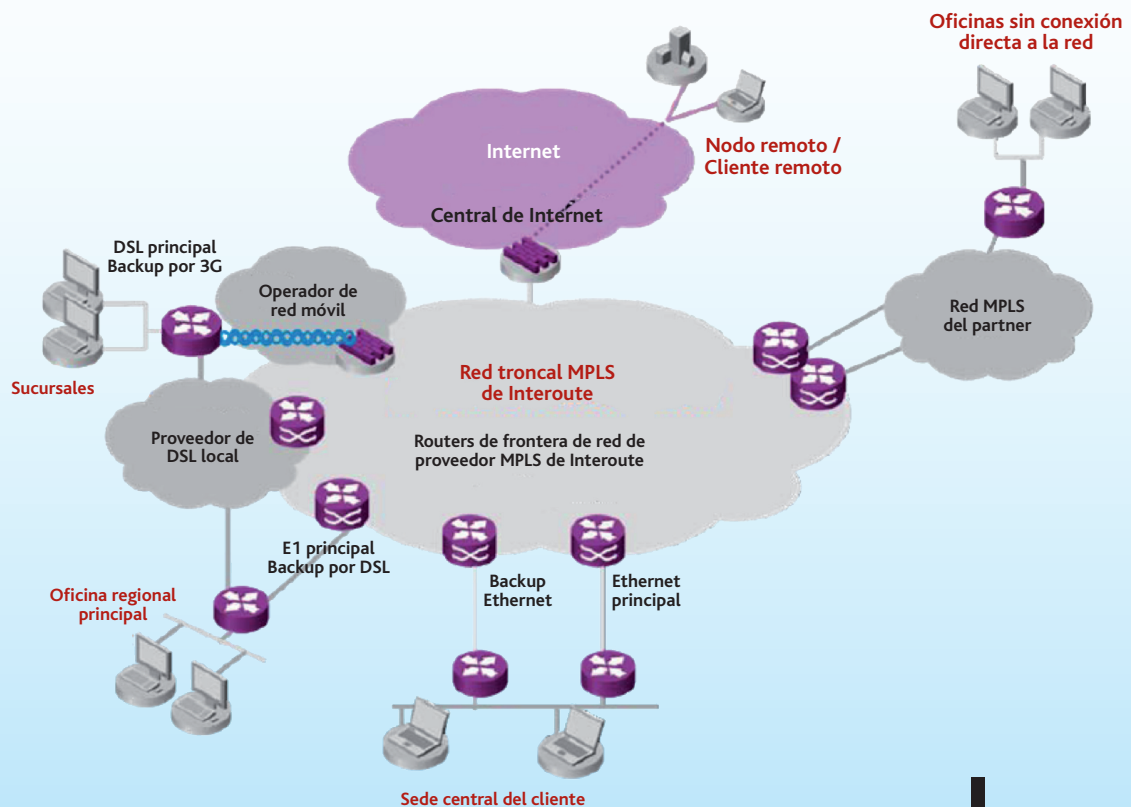 Oficinas sin conexión
directa a la red
Internet
Nodo remoto /
Cliente remoto
Central de Internet
DSL principal
Backup por 3G
Operador de
red móvil
Red MPLS
del partner
Sucursales
Red troncal MPLS
de Interoute
Proveedor de
DSL local
Routers de frontera de red de
proveedor MPLS de Interoute
E1 principal
Backup por DSL
Backup
Ethernet
Ethernet
principal
Oficina regional
principal
Sede central del cliente